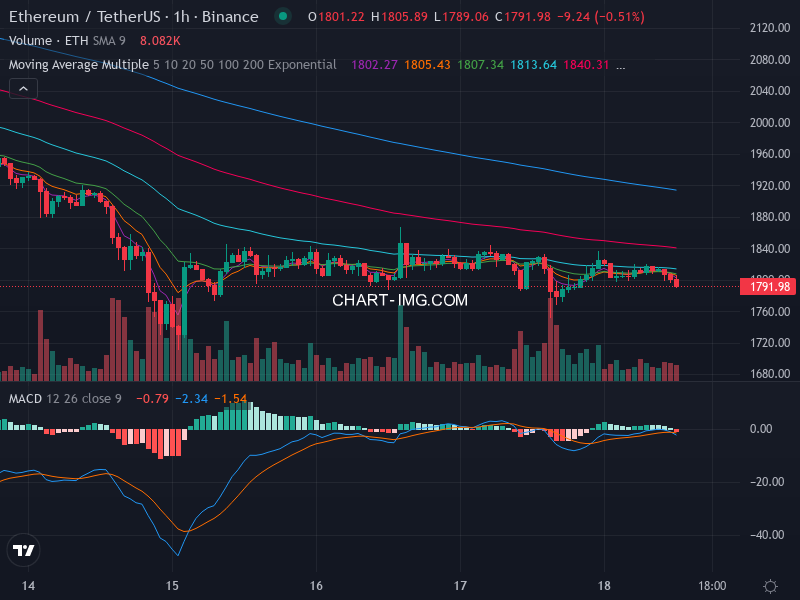 Ethereum / TetherUS · 1h · Binance O1801.22 H1805.89 L1789.06 C1791.98 −9.24 (−0.51%)
Volume · ETH SMA 9 8.082K
Moving Average Multiple 5 10 20 50 100 200 Exponential 1802.27 1805.43 1807.34 1813.64 1840.31 ...
2120.00
2080.00
2040.00
2000.00
1960.00
1920.00
1880.00
1840.00
1800.00
1791.98
CHART-IMG.COM
1760.00
1720.00
1680.00
MACD 12 26 close 9 −0.79 −2.34 −1.54
0.00
−20.00
−40.00
14 15 16 17 18 18:00